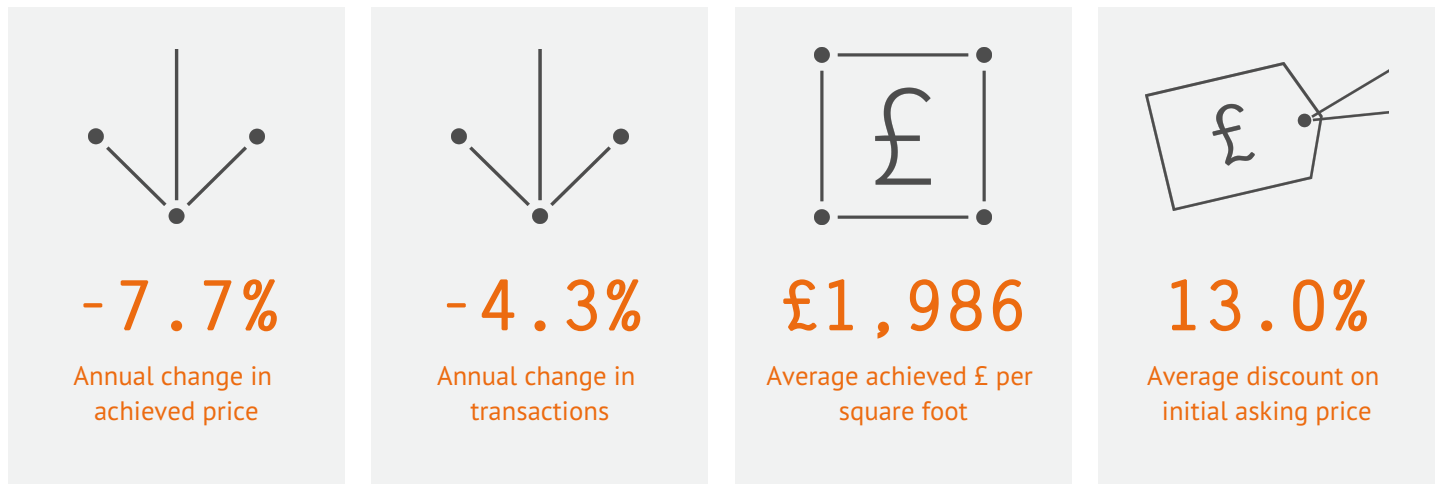 £
£
-7.7%
Annual change in
achieved price
-4.3%
Annual change in
transactions
£1,986
Average achieved £ per
square foot
13.0%
Average discount on
initial asking price